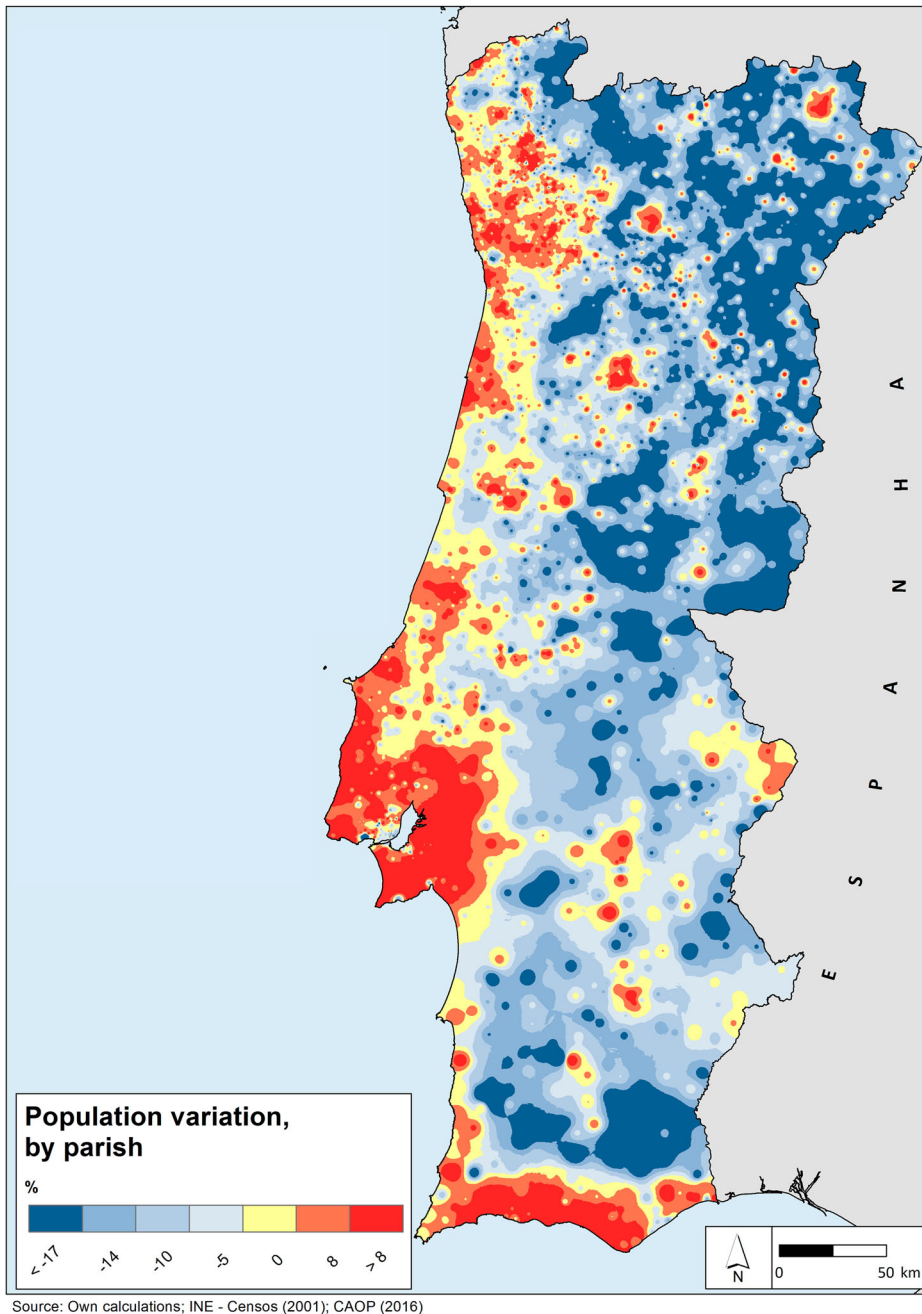 E S P A N H A
Population variation,
by parish
%
< -17 -14 -10 -5 0 8 > 8
N
0 50 km
Source: Own calculations; INE - Censos (2001); CAOP (2016)